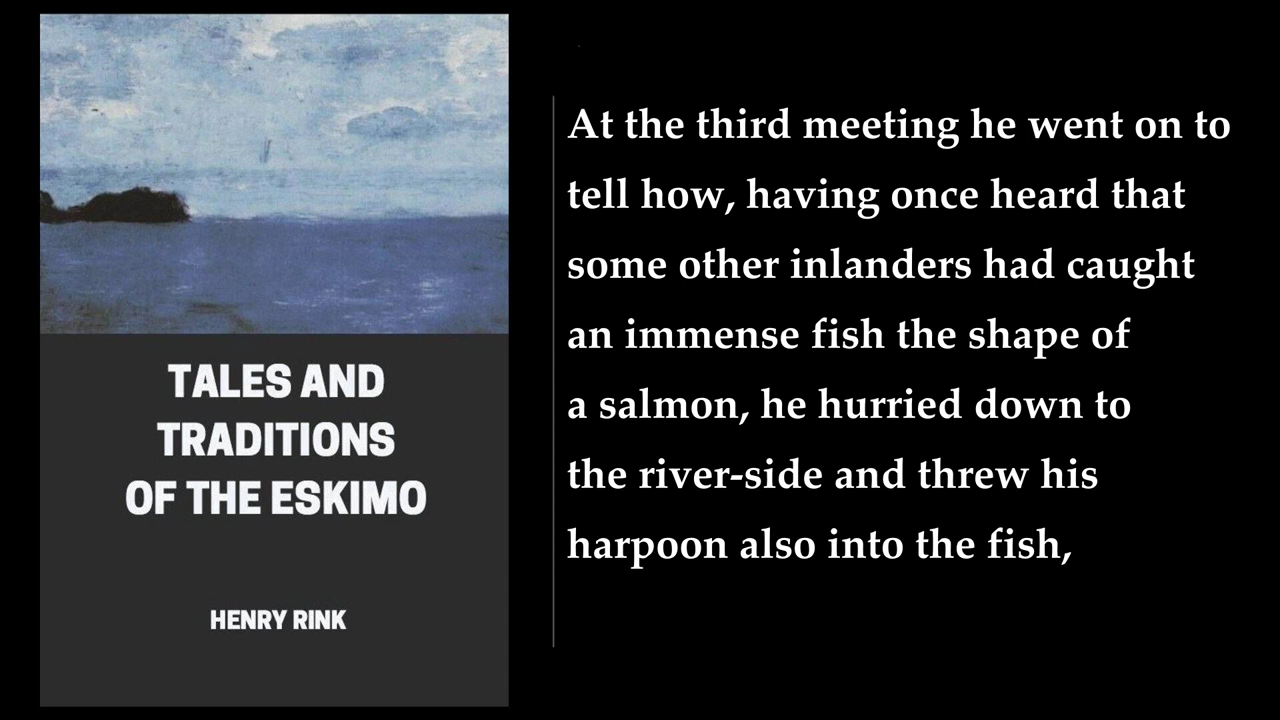 TALES AND
TRADITIONS
OF THE ESKIMO
HENRY RINK
At the third meeting he went on to
tell how, having once heard that
some other inlanders had caught
an immense fish the shape of
a salmon, he hurried down to
the river-side and threw his
harpoon also into the fish,